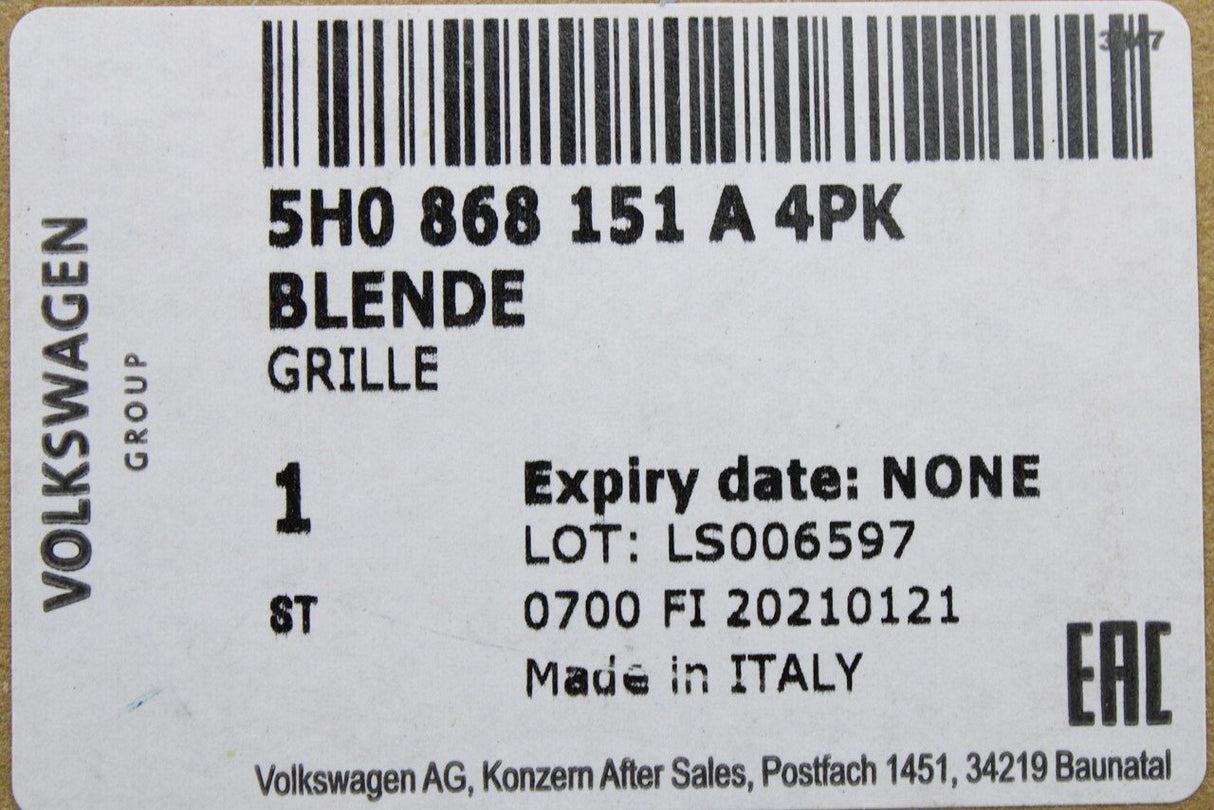 VOLKSWAGEN
GROUP
5H0 868 151 A 4PK
BLENDE
GRILLE
1
Expiry date: NONE
LOT: LS006597
ST
0700 FI 20210121
Made in ITALY
EAC
Volkswagen AG, Konzern After Sales, Postfach 1451, 34219 Baunatal